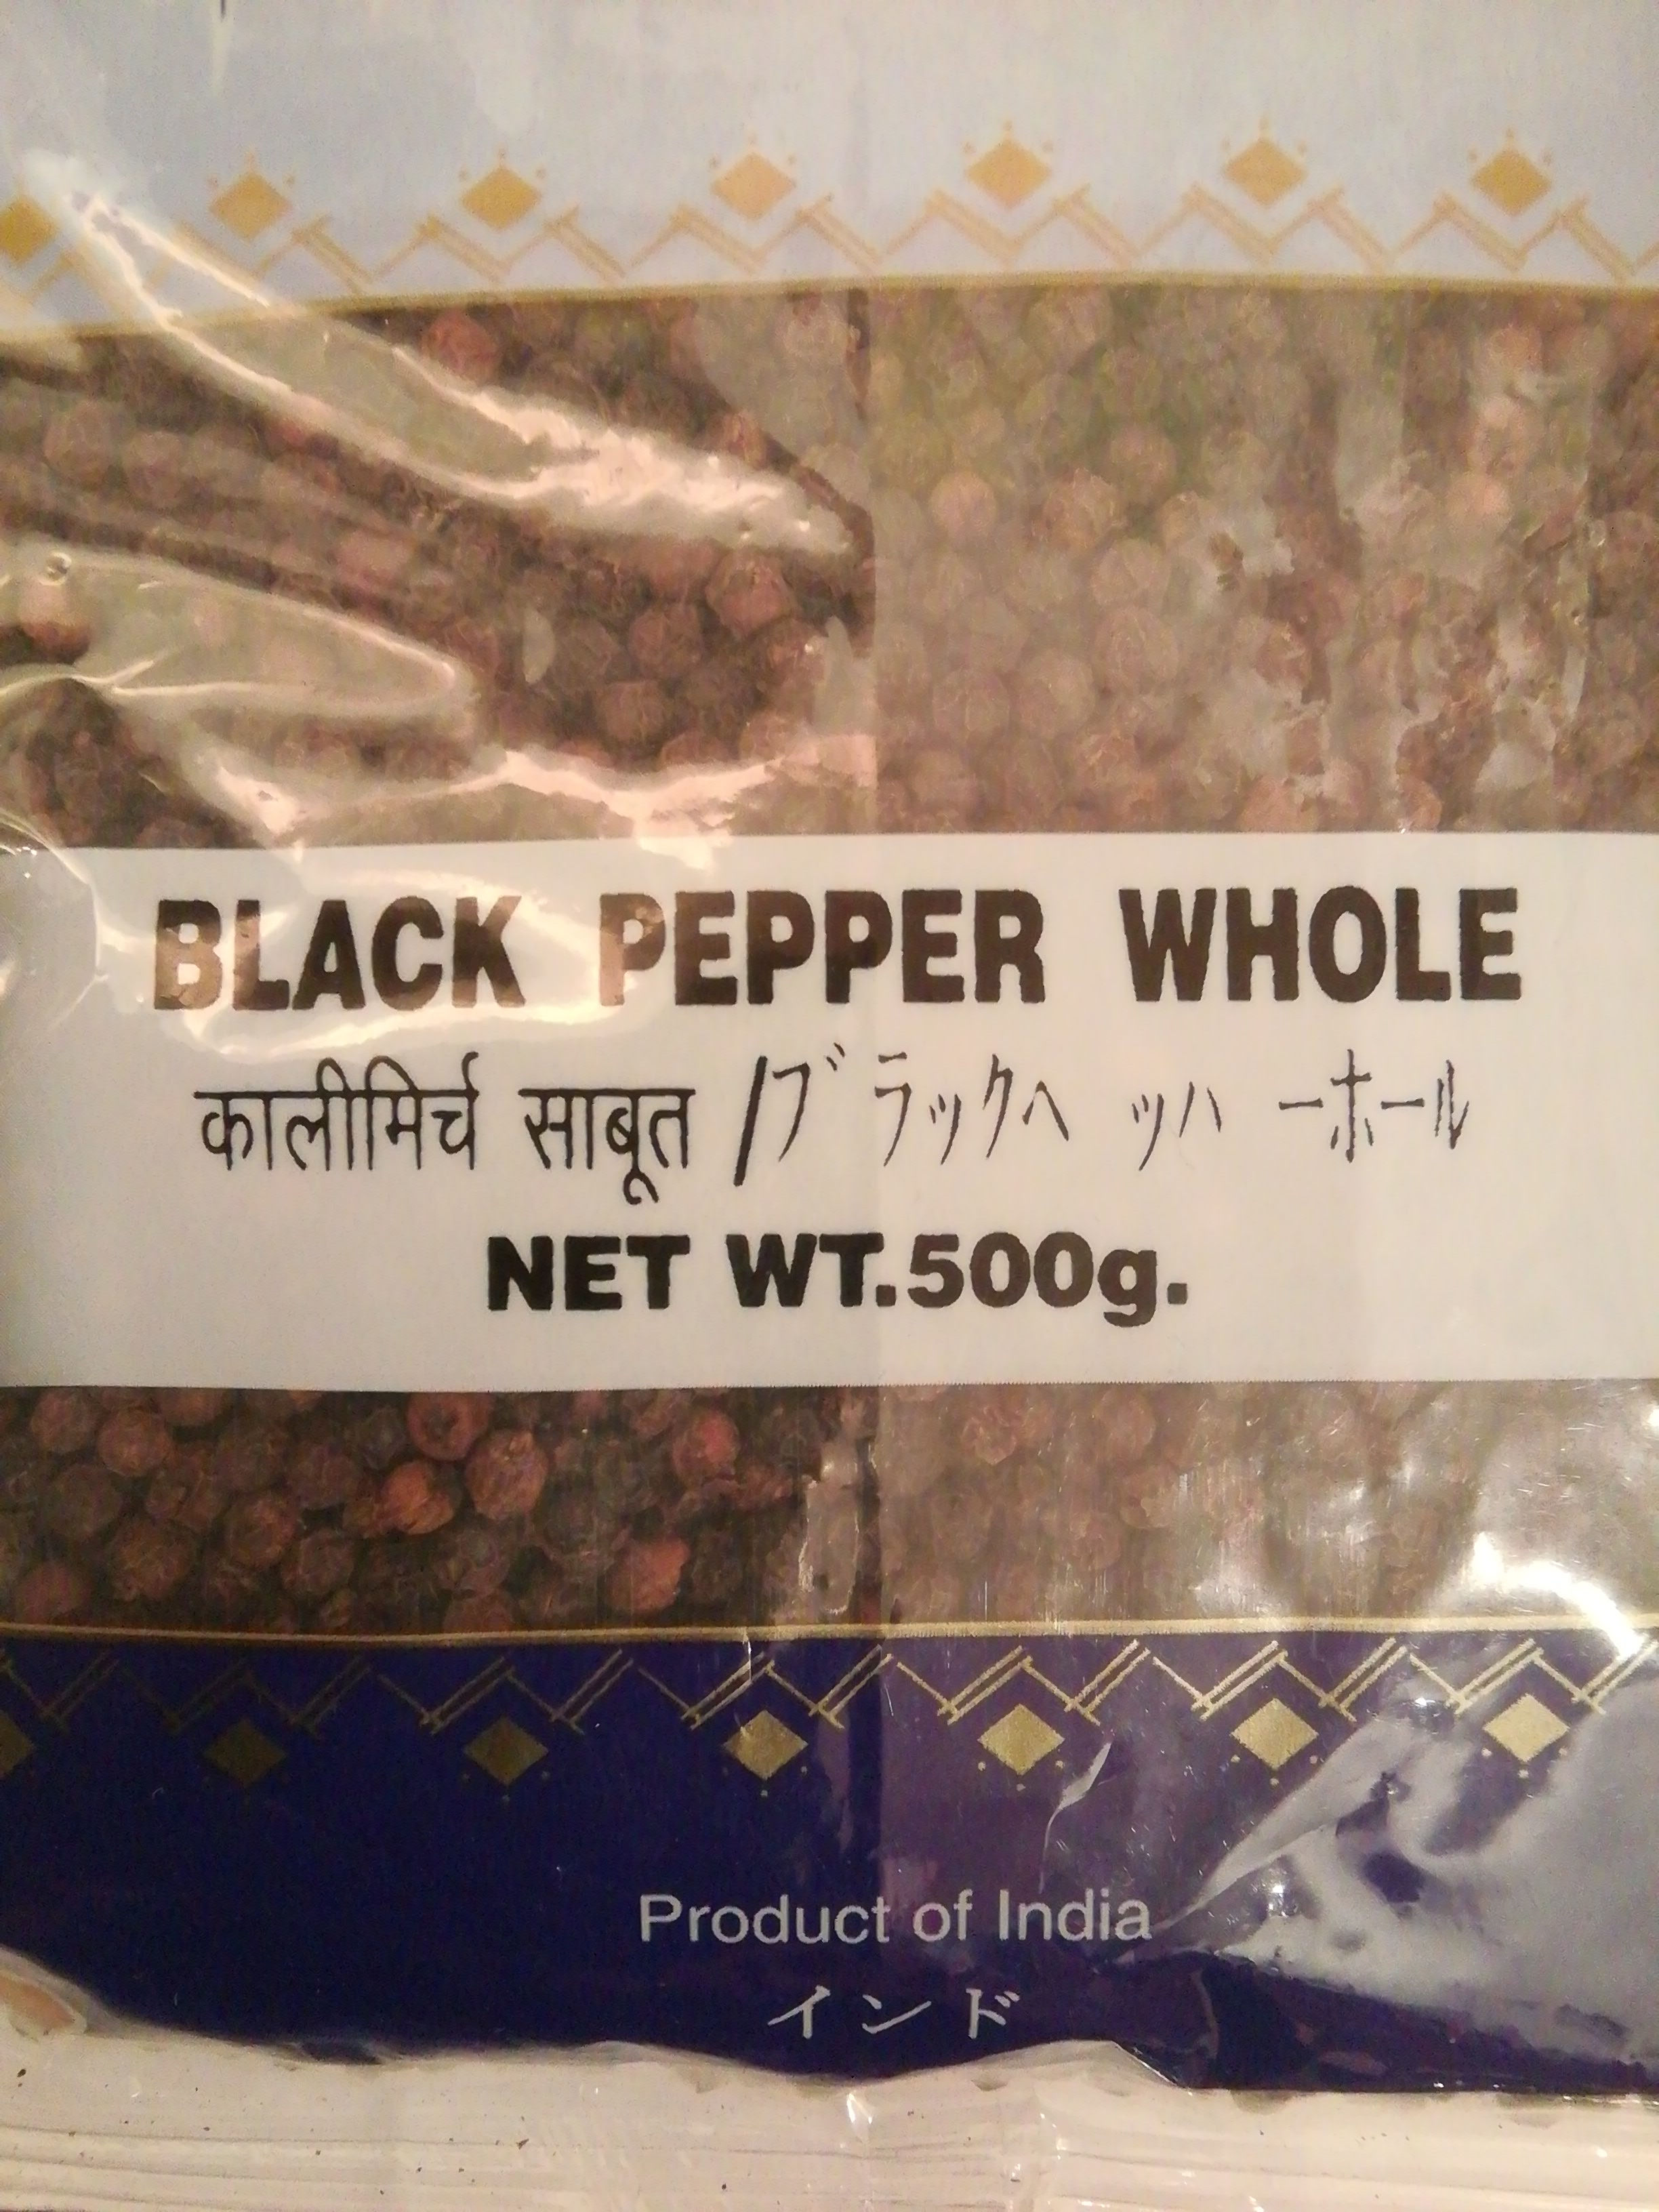 BLACK PEPPER WHOLE
कालीमिर्च साबूत /ブ ラックヘ ッハ ーホール
NET WT.500g.
Product of India
インド